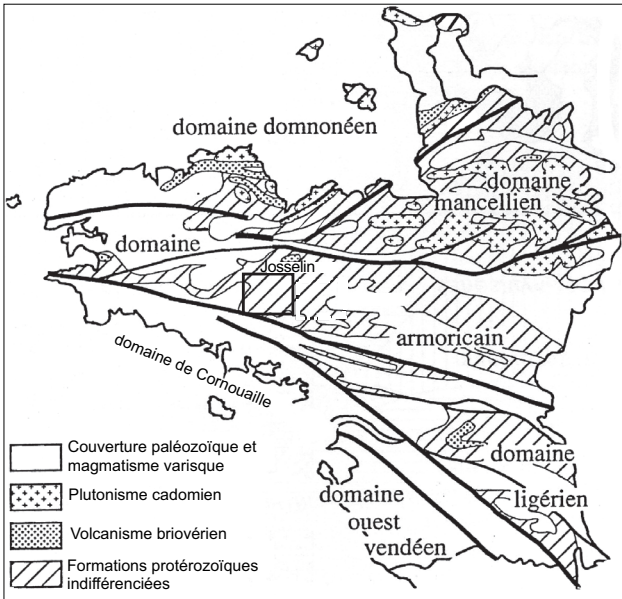 domaine domnonéen
domaine
mancellien
domaine
Josselin
armoricain
domaine de Cornouaille
domaine
ligérien
domaine
ouest
vendéen
Couverture paléozoïque et
magmatisme varisque
Plutonisme cadomien
Volcanisme briovérien
Formations protérozoïques
indifférenciées